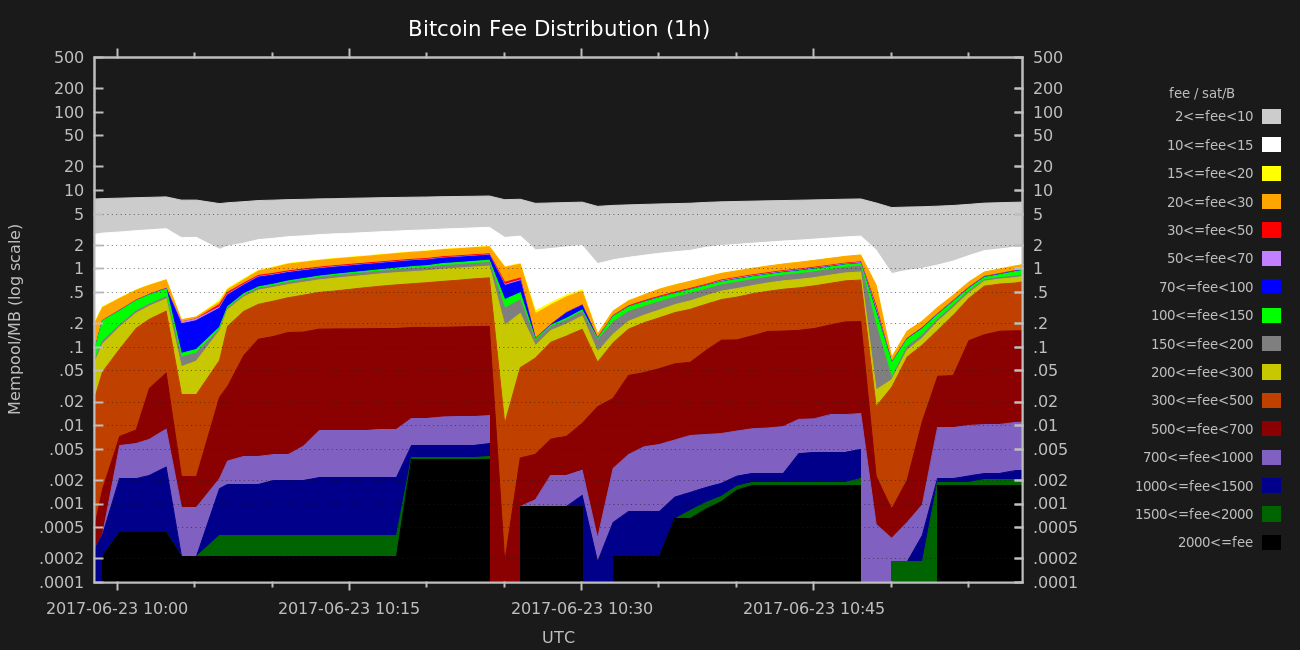 Bitcoin Fee Distribution (1h)
500 500
200 200
100 100
50 50
20 20
10 10
5 5
2 2
1 1
.5 .5
.2 .2
.1 .1
.05 .05
.02 .02
.01 .01
.005 .005
.002 .002
.001 .001
.0005 .0005
.0002 .0002
.0001 .0001
Mempool/MB (log scale)
2017-06-23 10:00 2017-06-23 10:15 2017-06-23 10:30 2017-06-23 10:45
UTC
fee / sat/B
2<=fee<10
10<=fee<15
15<=fee<20
20<=fee<30
30<=fee<50
50<=fee<70
70<=fee<100
100<=fee<150
150<=fee<200
200<=fee<300
300<=fee<500
500<=fee<700
700<=fee<1000
1000<=fee<1500
1500<=fee<2000
2000<=fee